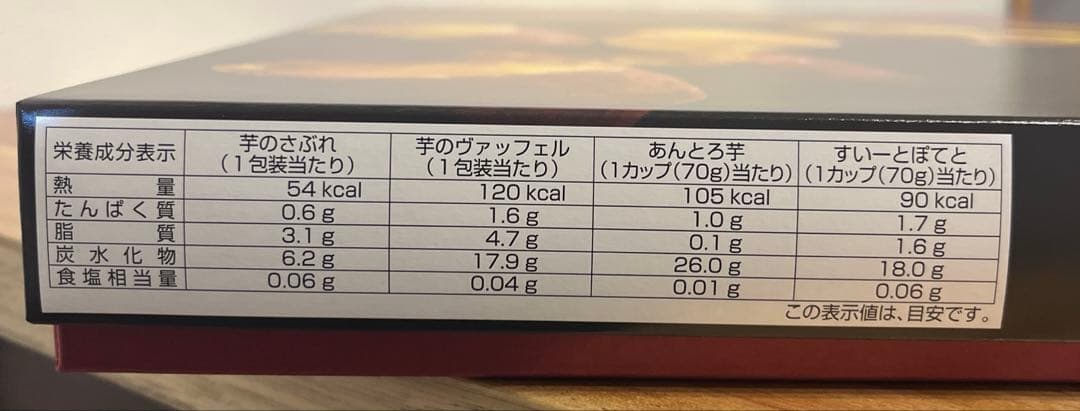 栄養成分表示 芋のさぶれ (1包装当たり) 芋のヴァッフェル (1包装当たり) あんとろ芋 (1カップ(70g)当たり) すいーとぽてと (1カップ(70g)当たり)
熱量 54 kcal 120 kcal 105 kcal 90 kcal
たんぱく質 0.6 g 1.6 g 1.0 g 1.7 g
脂質 3.1 g 4.7 g 0.1 g 1.6 g
炭水化物 6.2 g 17.9 g 26.0 g 18.0 g
食塩相当量 0.06 g 0.04 g 0.01 g 0.06 g
この表示値は、目安です。